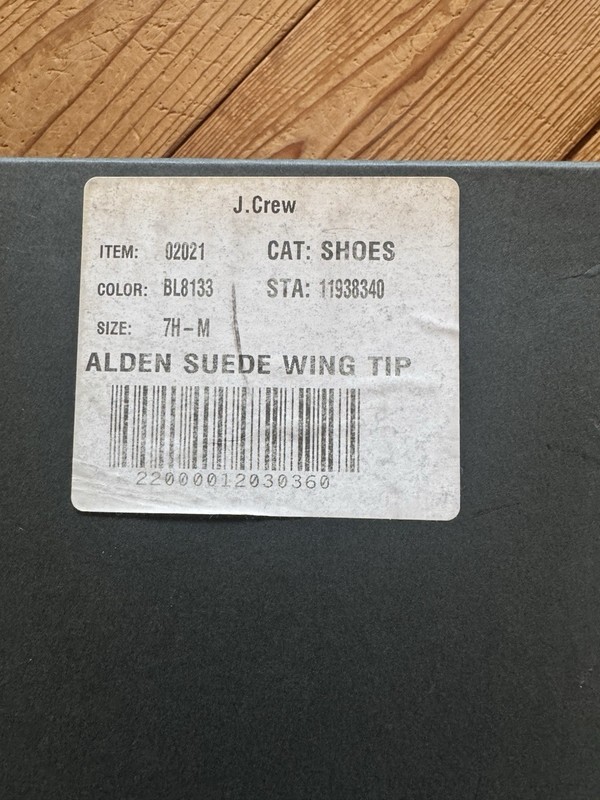 J.Crew
ITEM: 02021 CAT: SHOES
COLOR: BL8133 STA: 11938340
SIZE: 7H-M
ALDEN SUEDE WING TIP
22000012030360